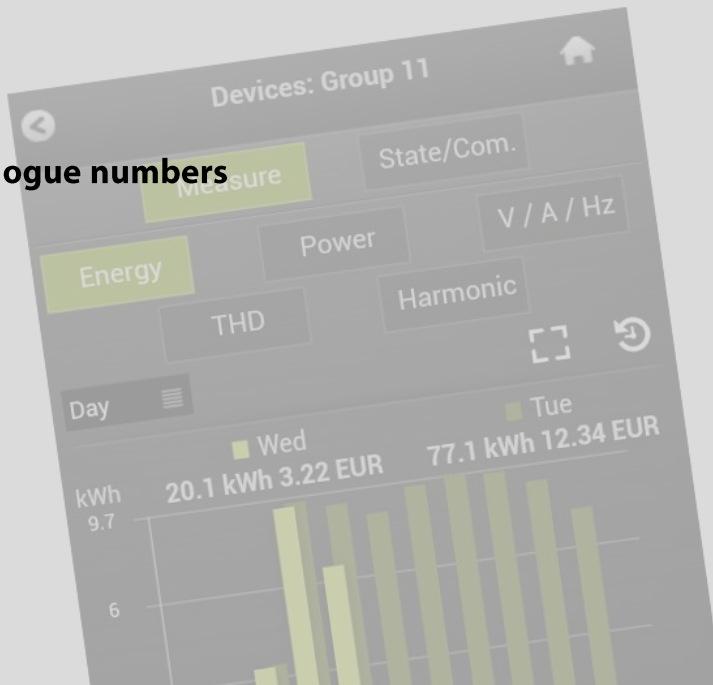 Devices: Group 11
ogue numbers
Measure
State/Com.
Energy
Power
V / A / Hz
THD
Harmonic
Day
Wed
Tue
20.1 kWh 3.22 EUR
77.1 kWh 12.34 EUR
kWh
9.7
6